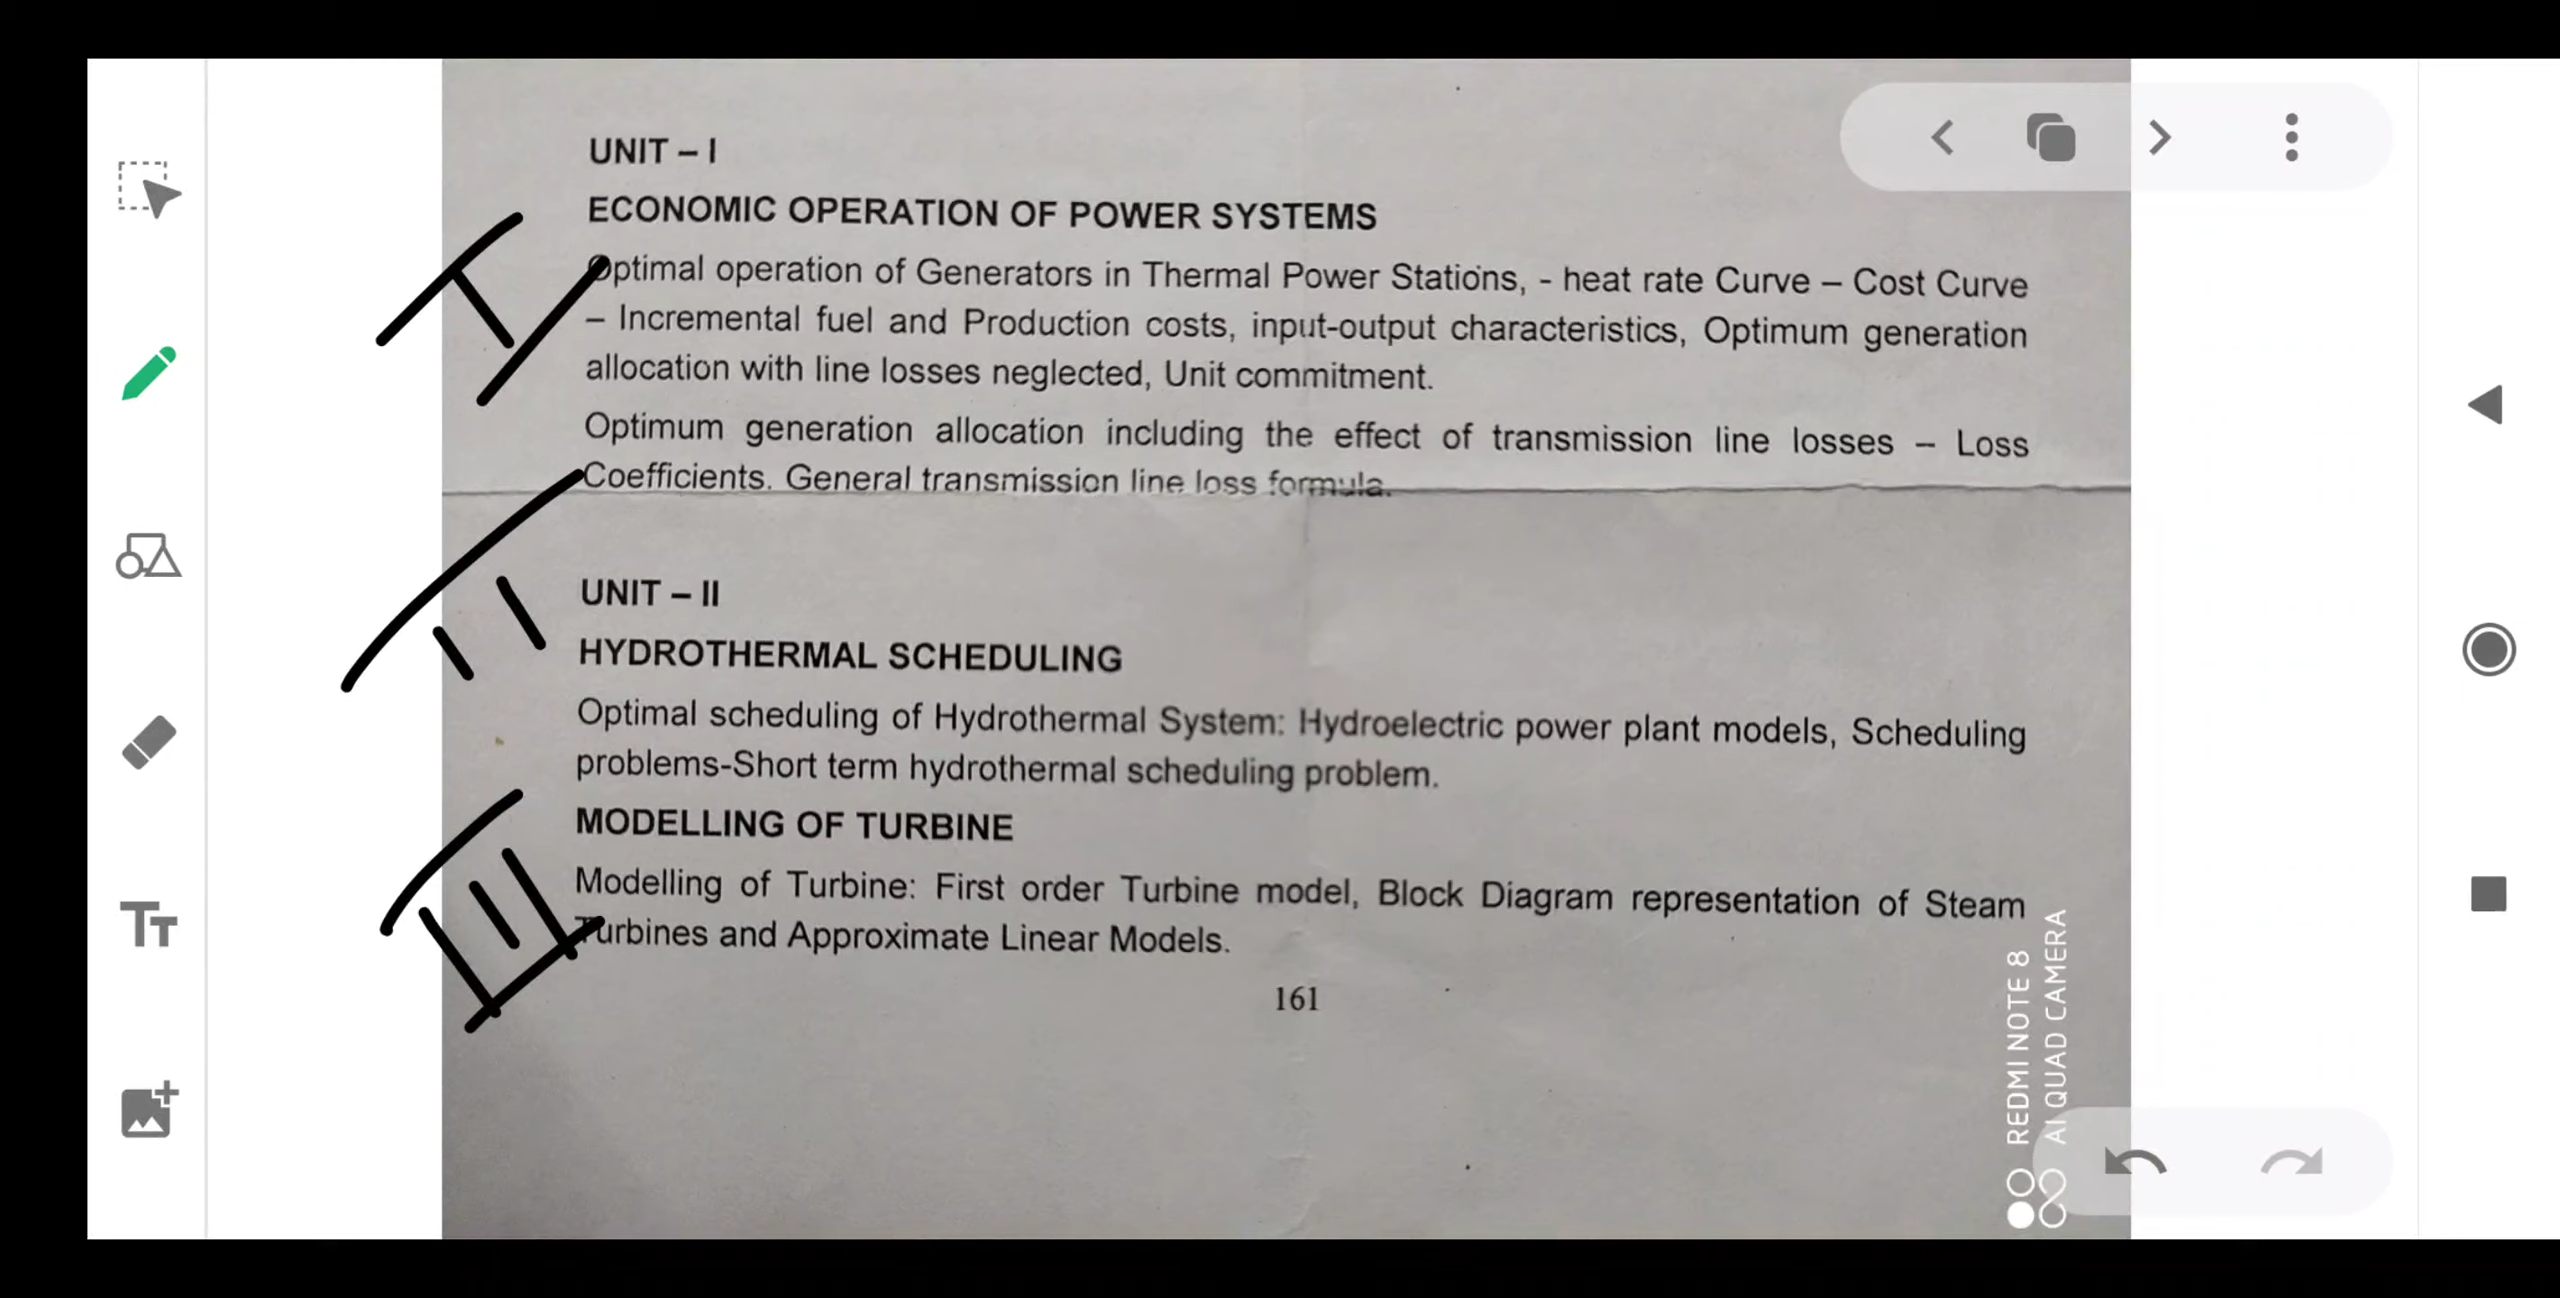 UNIT – I
ECONOMIC OPERATION OF POWER SYSTEMS
Optimal operation of Generators in Thermal Power Stations, - heat rate Curve – Cost Curve
– Incremental fuel and Production costs, input-output characteristics, Optimum generation
allocation with line losses neglected, Unit commitment.
Optimum generation allocation including the effect of transmission line losses – Loss
Coefficients. General transmission line loss formula.
UNIT – II
HYDROTHERMAL SCHEDULING
Optimal scheduling of Hydrothermal System: Hydroelectric power plant models, Scheduling
problems-Short term hydrothermal scheduling problem.
MODELLING OF TURBINE
Modelling of Turbine: First order Turbine model, Block Diagram representation of Steam
Turbines and Approximate Linear Models.
161
I
II
III
REDMI NOTE 8
AI QUAD CAMERA
TT